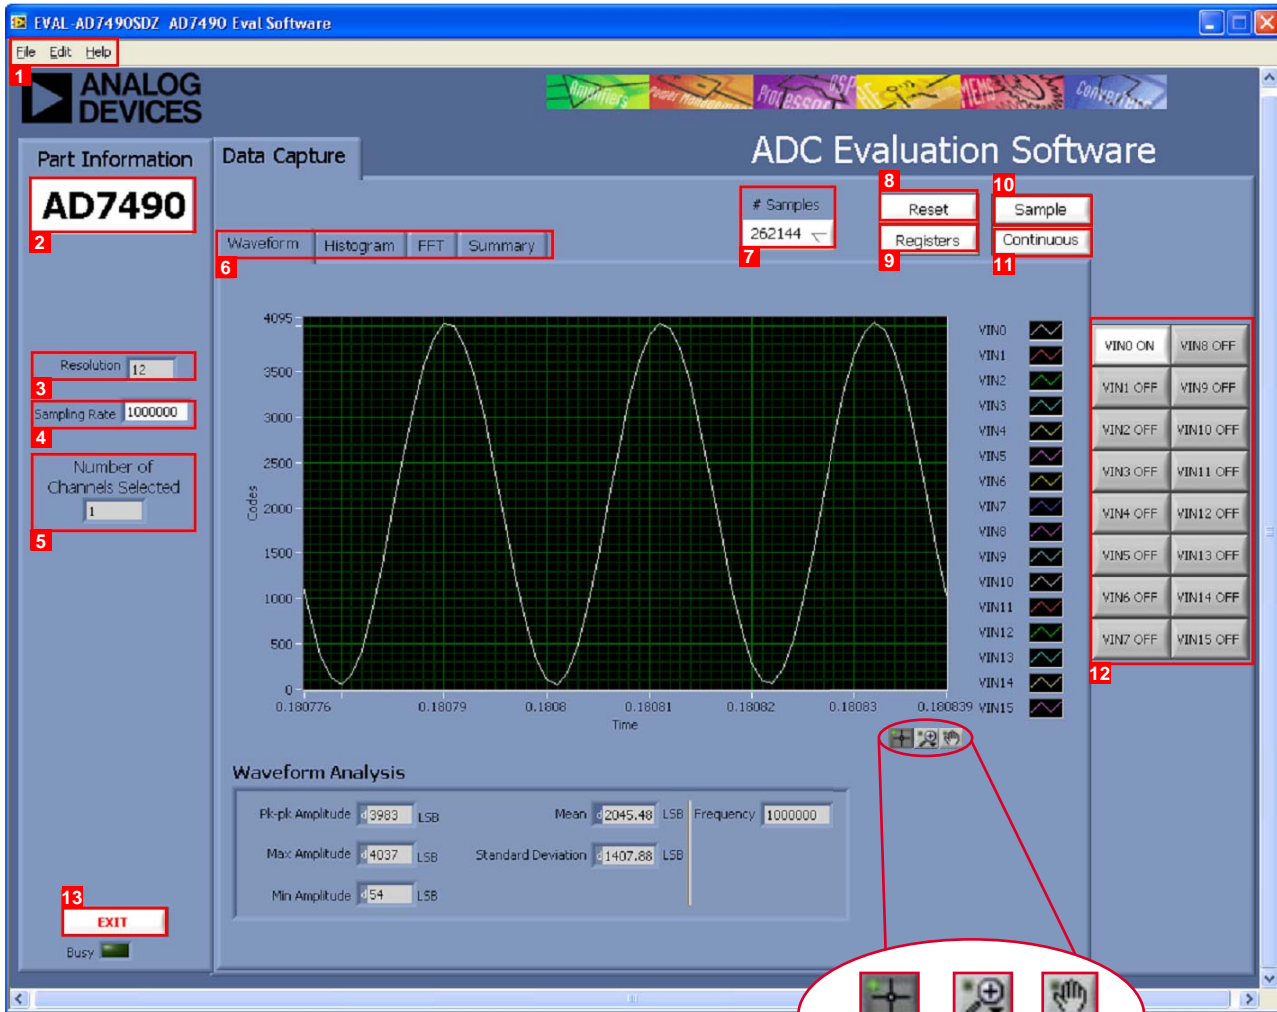 EVAL-AD7490SDZ AD7490 Eval Software
File Edit Help
1
ANALOG
DEVICES
Amplifiers Power Management Processor DSP RF MEMS Converters
Part Information
Data Capture
ADC Evaluation Software
AD7490
2
# Samples
262144
7
8
Reset
Registers
9
10
Sample
Continuous
11
Waveform Histogram FFT Summary
6
Resolution 12
3
Sampling Rate 1000000
4
Number of
Channels Selected
1
5
4095
3500
3000
2500
2000
1500
1000
500
0
Codes
0.180776 0.18079 0.1808 0.18081 0.18082 0.18083 0.180839
Time
VIN0
VIN1
VIN2
VIN3
VIN4
VIN5
VIN6
VIN7
VIN8
VIN9
VIN10
VIN11
VIN12
VIN13
VIN14
VIN15
VIN0 ON VIN8 OFF
VIN1 OFF VIN9 OFF
VIN2 OFF VIN10 OFF
VIN3 OFF VIN11 OFF
VIN4 OFF VIN12 OFF
VIN5 OFF VIN13 OFF
VIN6 OFF VIN14 OFF
VIN7 OFF VIN15 OFF
12
Waveform Analysis
Pk-pk Amplitude d 3983 LSB Mean d 2045.48 LSB Frequency 1000000
Max Amplitude d 4037 LSB Standard Deviation d 1407.88 LSB
Min Amplitude d 54 LSB
13
EXIT
Busy